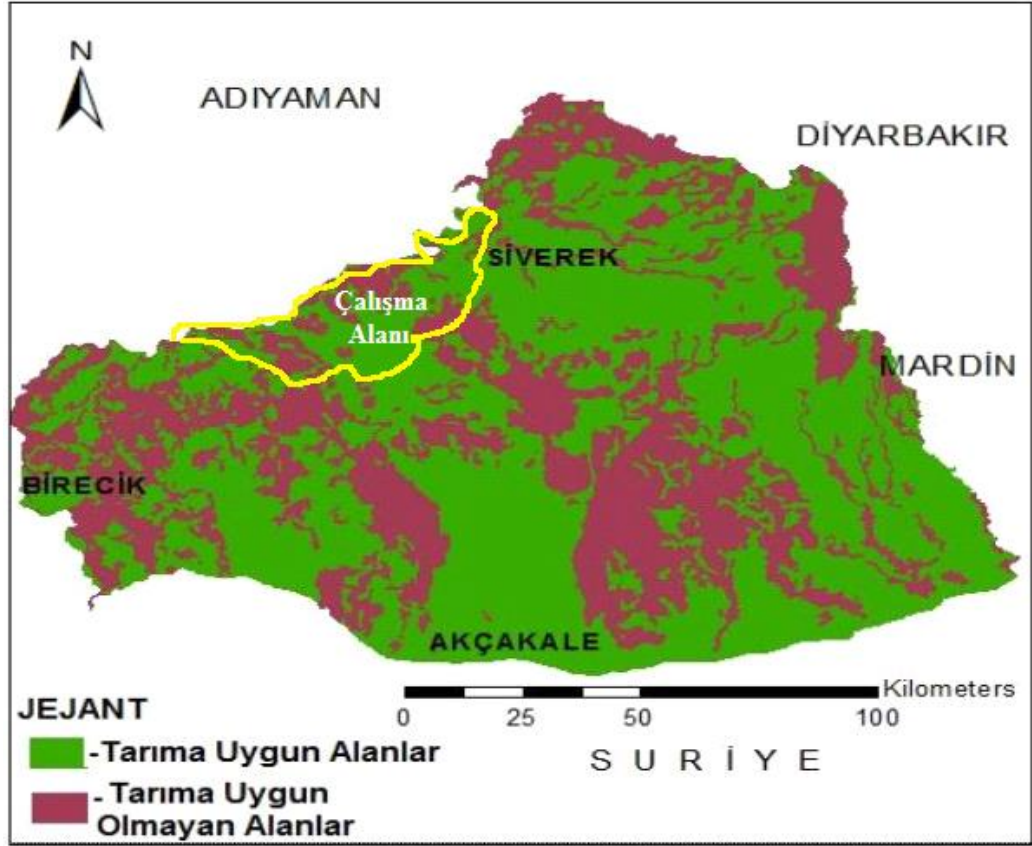 N
ADIYAMAN
DİYARBAKIR
SİVEREK
Çalışma
Alanı
MARDİN
BİRECİK
AKÇAKALE
Kilometers
0 25 50 100
JEJANT
-Tarıma Uygun Alanlar
- Tarıma Uygun
Olmayan Alanlar
S U R İ Y E